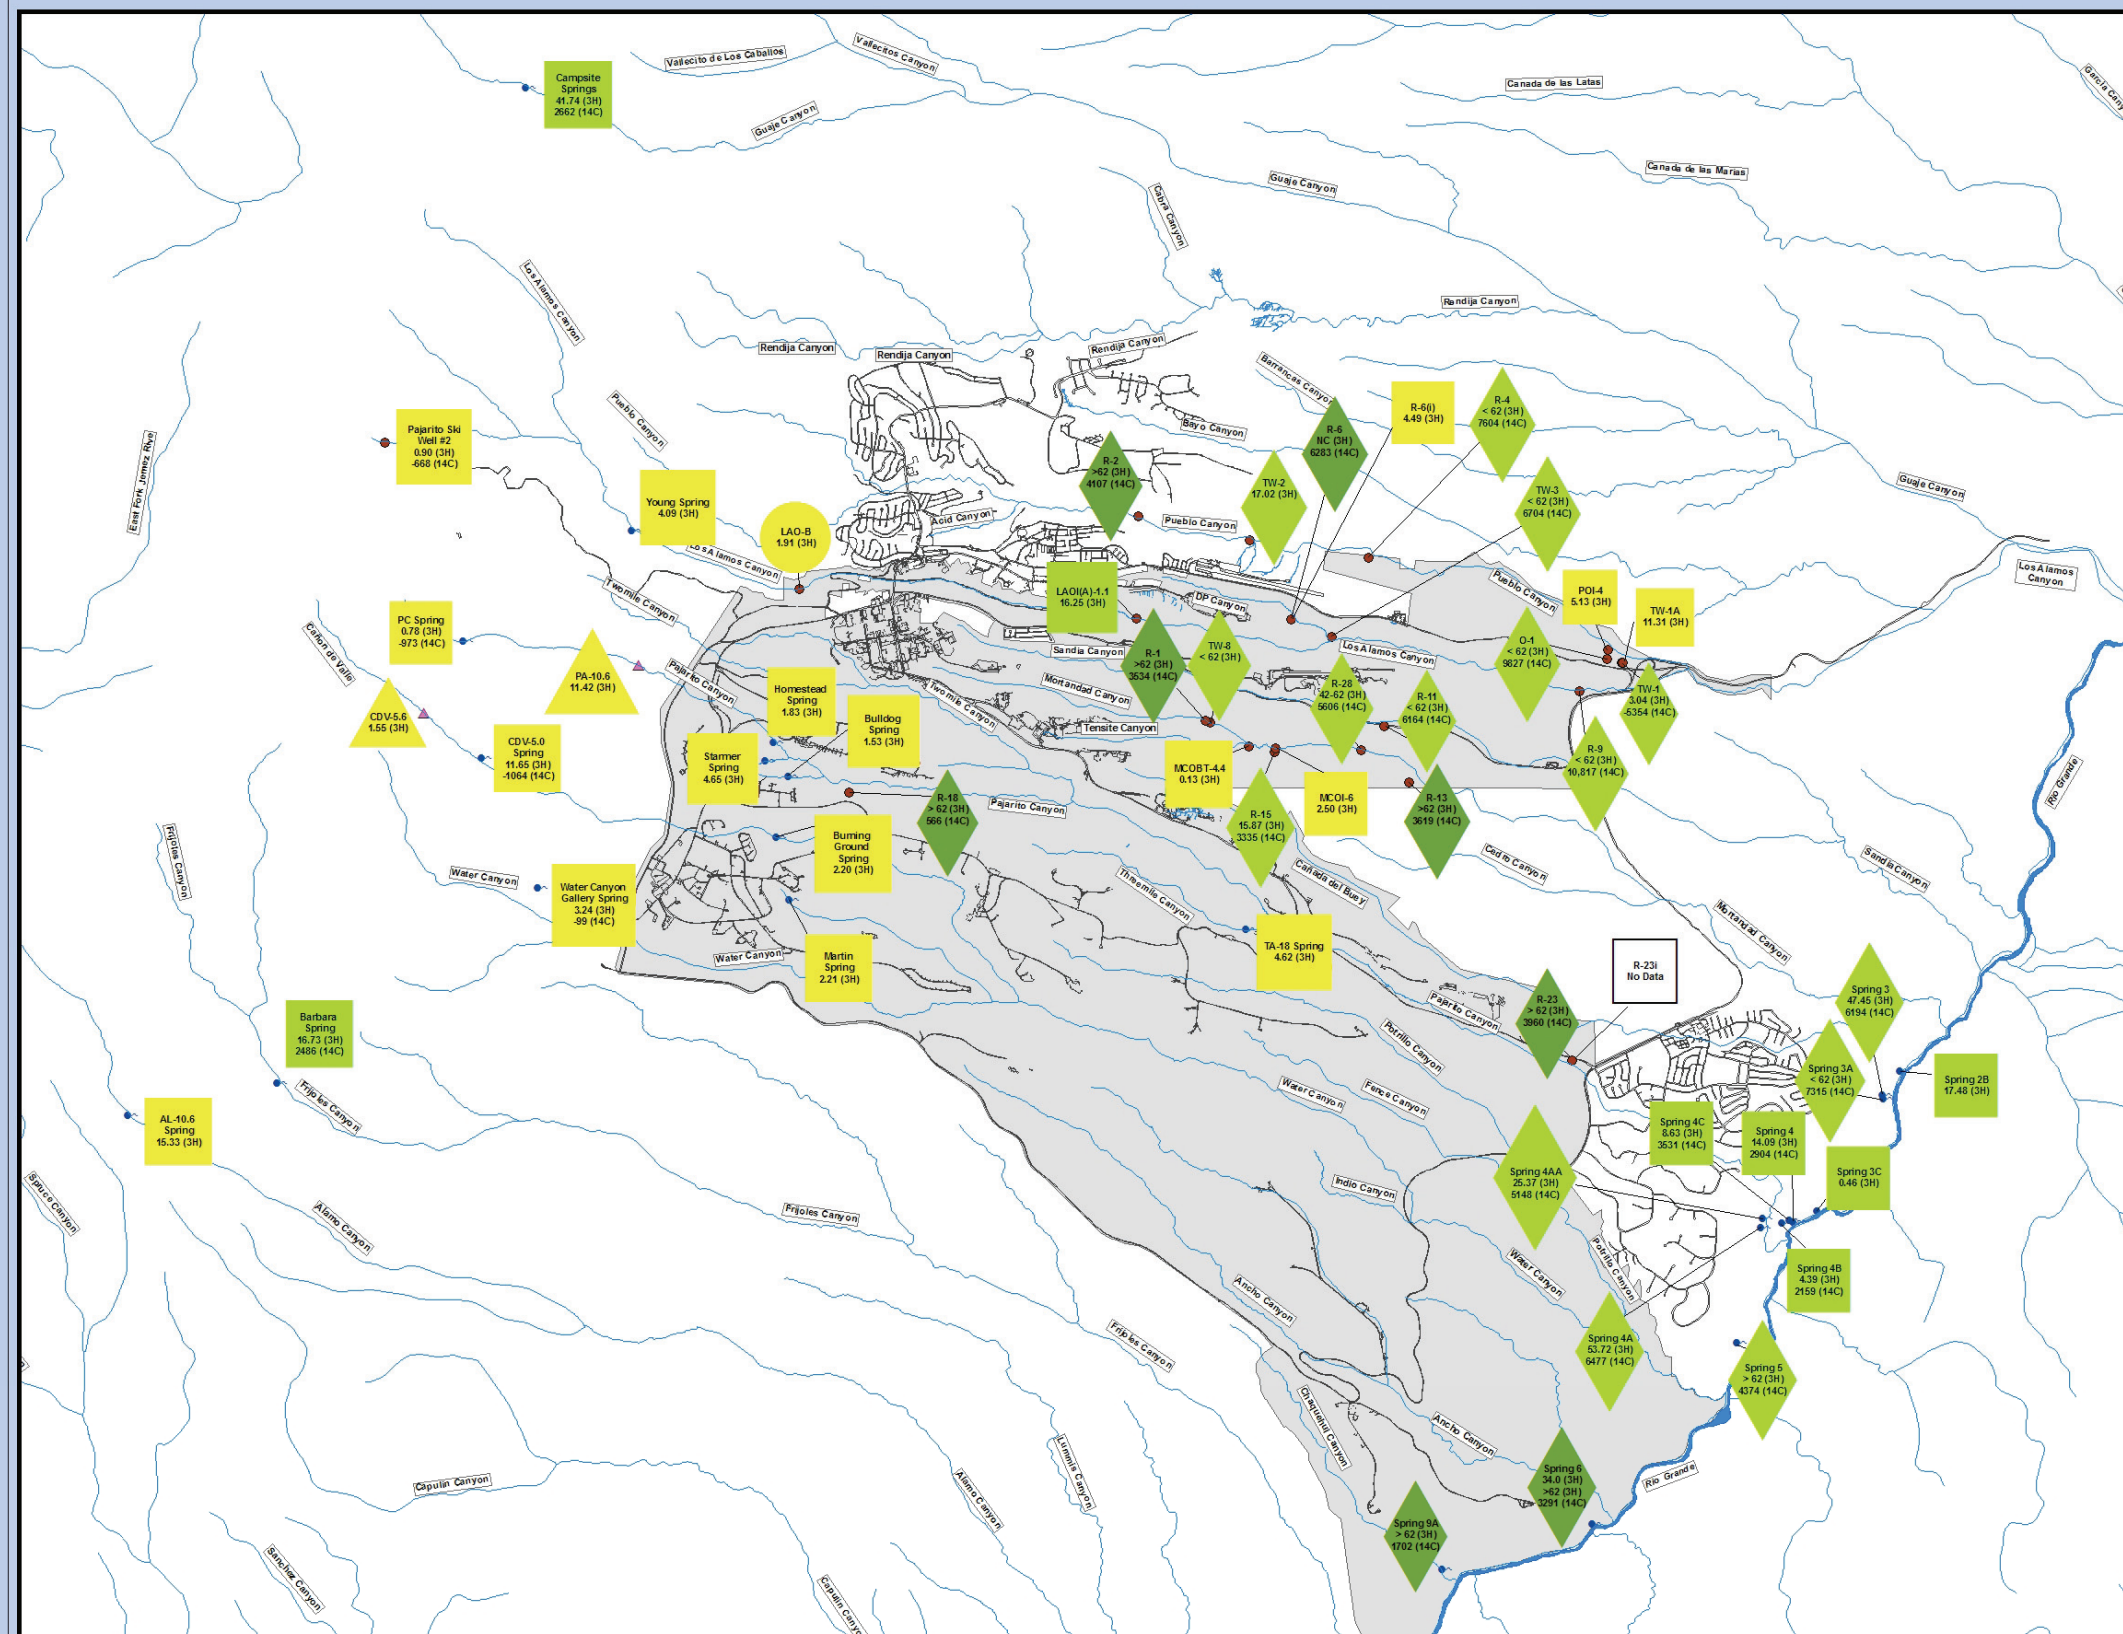 Vallecito de Los Caballos
Vallecitos Canyon
Canada de las Latas
Campsite
Springs
41.74 (3H)
2662 (14C)
Guaje Canyon
Canada de las Marias
Guaje Canyon
Cabra Canyon
Los Alamos Canyon
Rendija Canyon
Rendija Canyon
Rendija Canyon
Rendija Canyon
Barrancas Canyon
Bayo Canyon
Pueblo Canyon
R-6(i)
4.49 (3H)
R-4
< 62 (3H)
7604 (14C)
Pajarito Ski
Well #2
0.90 (3H)
-668 (14C)
R-6
NC (3H)
6283 (14C)
R-2
>62 (3H)
4107 (14C)
TW-2
17.02 (3H)
TW-3
< 62 (3H)
6704 (14C)
Guaje Canyon
East Fork Jemez Rive
Young Spring
4.09 (3H)
LAO-B
1.91 (3H)
Acid Canyon
Pueblo Canyon
Los Alamos Canyon
Los Alamos
Canyon
Twomile Canyon
LAOI(A)-1.1
16.25 (3H)
DP Canyon
Pueblo Canyon
POI-4
5.13 (3H)
TW-1A
11.31 (3H)
PC Spring
0.78 (3H)
-973 (14C)
Cañon de Valle
PA-10.6
11.42 (3H)
Pajarito Canyon
Sandia Canyon
R-1
>62 (3H)
3534 (14C)
TW-8
< 62 (3H)
Los Alamos Canyon
O-1
< 62 (3H)
9827 (14C)
CDV-5.6
1.55 (3H)
Homestead
Spring
1.83 (3H)
Bulldog
Spring
1.53 (3H)
Twomile Canyon
Mortandad Canyon
Tensite Canyon
R-28
42-62 (3H)
5606 (14C)
R-11
< 62 (3H)
6164 (14C)
TW-1
3.04 (3H)
-5354 (14C)
CDV-5.0
Spring
11.65 (3H)
-1064 (14C)
Starmer
Spring
4.65 (3H)
MCOBT-4.4
0.13 (3H)
MCOI-6
2.50 (3H)
R-9
< 62 (3H)
10,817 (14C)
Rio Grande
R-18
> 62 (3H)
566 (14C)
Pajarito Canyon
R-15
15.87 (3H)
3335 (14C)
R-13
>62 (3H)
3619 (14C)
Frijoles Canyon
Burning
Ground
Spring
2.20 (3H)
Cedro Canyon
Sandia Canyon
Water Canyon
Water Canyon
Gallery Spring
3.24 (3H)
-99 (14C)
Threemile Canyon
Cañada del Buey
Mortandad Canyon
Water Canyon
Martin
Spring
2.21 (3H)
TA-18 Spring
4.62 (3H)
R-23i
No Data
Barbara
Spring
16.73 (3H)
2486 (14C)
Pajarito Canyon
R-23
> 62 (3H)
3960 (14C)
Spring 3
47.45 (3H)
6194 (14C)
Potrillo Canyon
Spring 3A
< 62 (3H)
7315 (14C)
Spring 2B
17.48 (3H)
Frijoles Canyon
Water Canyon
Fence Canyon
AL-10.6
Spring
15.33 (3H)
Spring 4C
8.63 (3H)
3531 (14C)
Spring 4
14.09 (3H)
2904 (14C)
Spruce Canyon
Spring 4AA
25.37 (3H)
5148 (14C)
Spring 3C
0.46 (3H)
Alamo Canyon
Frijoles Canyon
Indio Canyon
Water Canyon
Potrillo Canyon
Spring 4B
4.39 (3H)
2159 (14C)
Ancho Canyon
Frijoles Canyon
Spring 4A
53.72 (3H)
6477 (14C)
Spring 5
> 62 (3H)
4374 (14C)
Chaquehui Canyon
Ancho Canyon
Lummis Canyon
Capulin Canyon
Alamo Canyon
Spring 6
34.0 (3H)
>62 (3H)
3291 (14C)
Rio Grande
Spring 9A
> 62 (3H)
1702 (14C)
Sanchez Canyon
Capulin Canyo